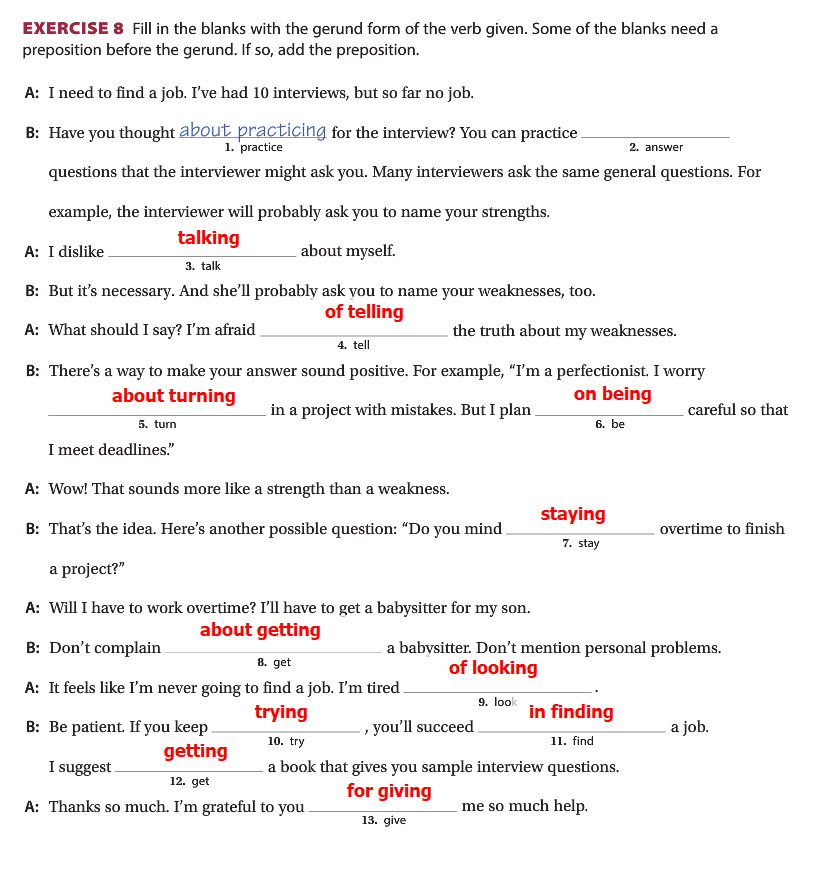 EXERCISE 8 Fill in the blanks with the gerund form of the verb given. Some of the blanks need a
preposition before the gerund. If so, add the preposition.
A: I need to find a job. I've had 10 interviews, but so far no job.
B: Have you thought about practicing for the interview? You can practice ____
1. practice 2. answer
questions that the interviewer might ask you. Many interviewers ask the same general questions. For
example, the interviewer will probably ask you to name your strengths.
A: I dislike talking about myself.
3. talk
B: But it's necessary. And she'll probably ask you to name your weaknesses, too.
A: What should I say? I'm afraid of telling the truth about my weaknesses.
4. tell
B: There's a way to make your answer sound positive. For example, “I'm a perfectionist. I worry
about turning in a project with mistakes. But I plan on being careful so that
5. turn 6. be
I meet deadlines.”
A: Wow! That sounds more like a strength than a weakness.
B: That's the idea. Here's another possible question: “Do you mind staying overtime to finish
7. stay
a project?”
A: Will I have to work overtime? I'll have to get a babysitter for my son.
B: Don't complain about getting a babysitter. Don't mention personal problems.
8. get
A: It feels like I'm never going to find a job. I'm tired of looking.
9. look
B: Be patient. If you keep trying, you'll succeed in finding a job.
10. try 11. find
I suggest getting a book that gives you sample interview questions.
12. get
A: Thanks so much. I'm grateful to you for giving me so much help.
13. give